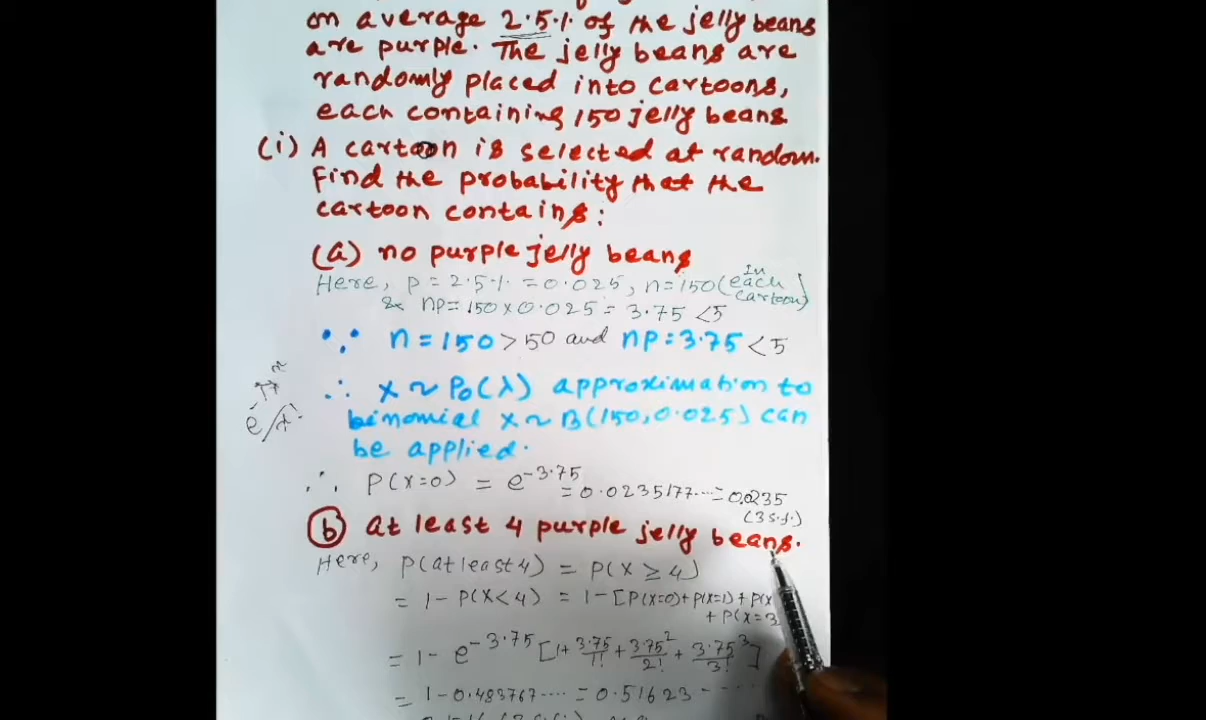 on average 2.5% of the jelly beans
are purple. The jelly beans are
randomly placed into cartoons,
each containing 150 jelly beans
(i) A cartoon is selected at random.
Find the probability that the
cartoon contains:
(a) no purple jelly beans
Here, p = 2.5% = 0.025, n=150 (In each cartoon)
& np = 150 x 0.025 = 3.75 < 5
∵ n = 150 > 50 and np = 3.75 < 5
∴ x ~ Po(λ) approximation to
binomial x ~ B(150, 0.025) can
be applied.
∴ P(x=0) = e^-3.75 = 0.0235177.... = 0.0235
(3 s.f.)
(b) at least 4 purple jelly beans.
Here, P(at least 4) = P(X ≥ 4)
= 1 - P(X < 4) = 1 - [P(X=0) + P(X=1) + P(X
+ P(X=3
= 1 - e^-3.75 [1 + 3.75/1! + 3.75²/2! + 3.75³/3!]
= 1 - 0.483767.... = 0.51623 - ....